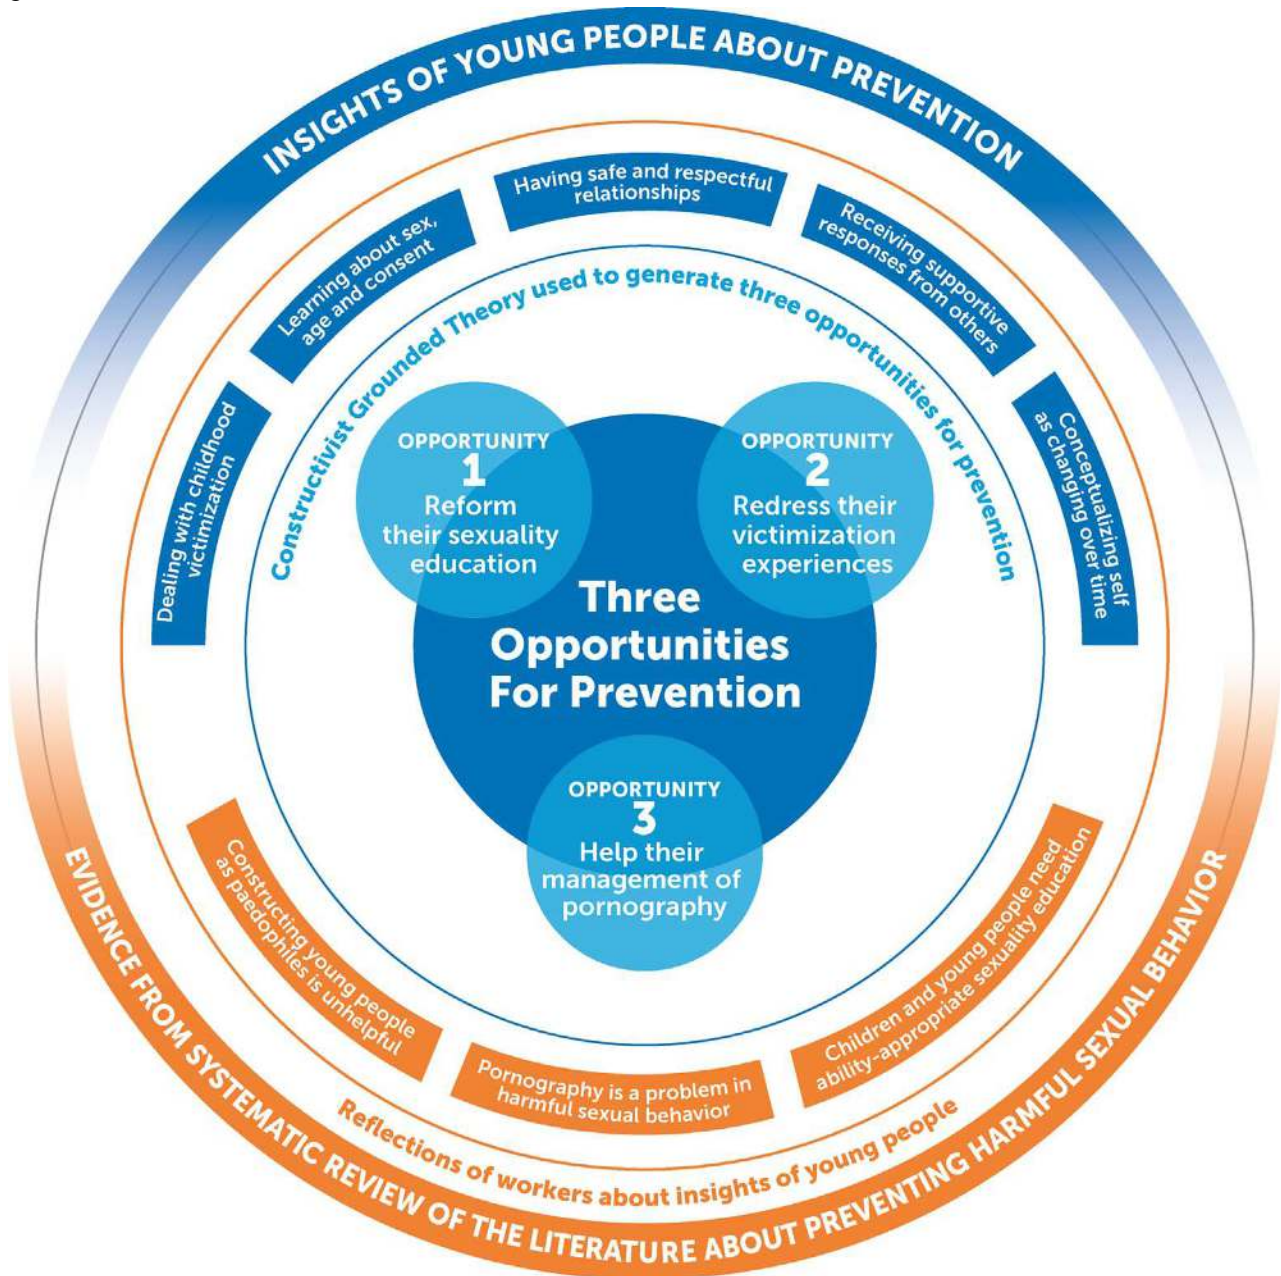 INSIGHTS OF YOUNG PEOPLE ABOUT PREVENTION
Dealing with childhood
victimization
Learning about sex,
age and consent
Having safe and respectful
relationships
Receiving supportive
responses from others
Conceptualizing self
as changing over time
Constructivist Grounded Theory used to generate three opportunities for prevention
OPPORTUNITY
1
Reform
their sexuality
education
OPPORTUNITY
2
Redress their
victimization
experiences
Three
Opportunities
For Prevention
OPPORTUNITY
3
Help their
management of
pornography
Constructing young people
as paedophiles is unhelpful
Pornography is a problem in
harmful sexual behavior
Children and young people need
ability-appropriate sexuality education
Reflections of workers about insights of young people
EVIDENCE FROM SYSTEMATIC REVIEW OF THE LITERATURE ABOUT PREVENTING HARMFUL SEXUAL BEHAVIOR